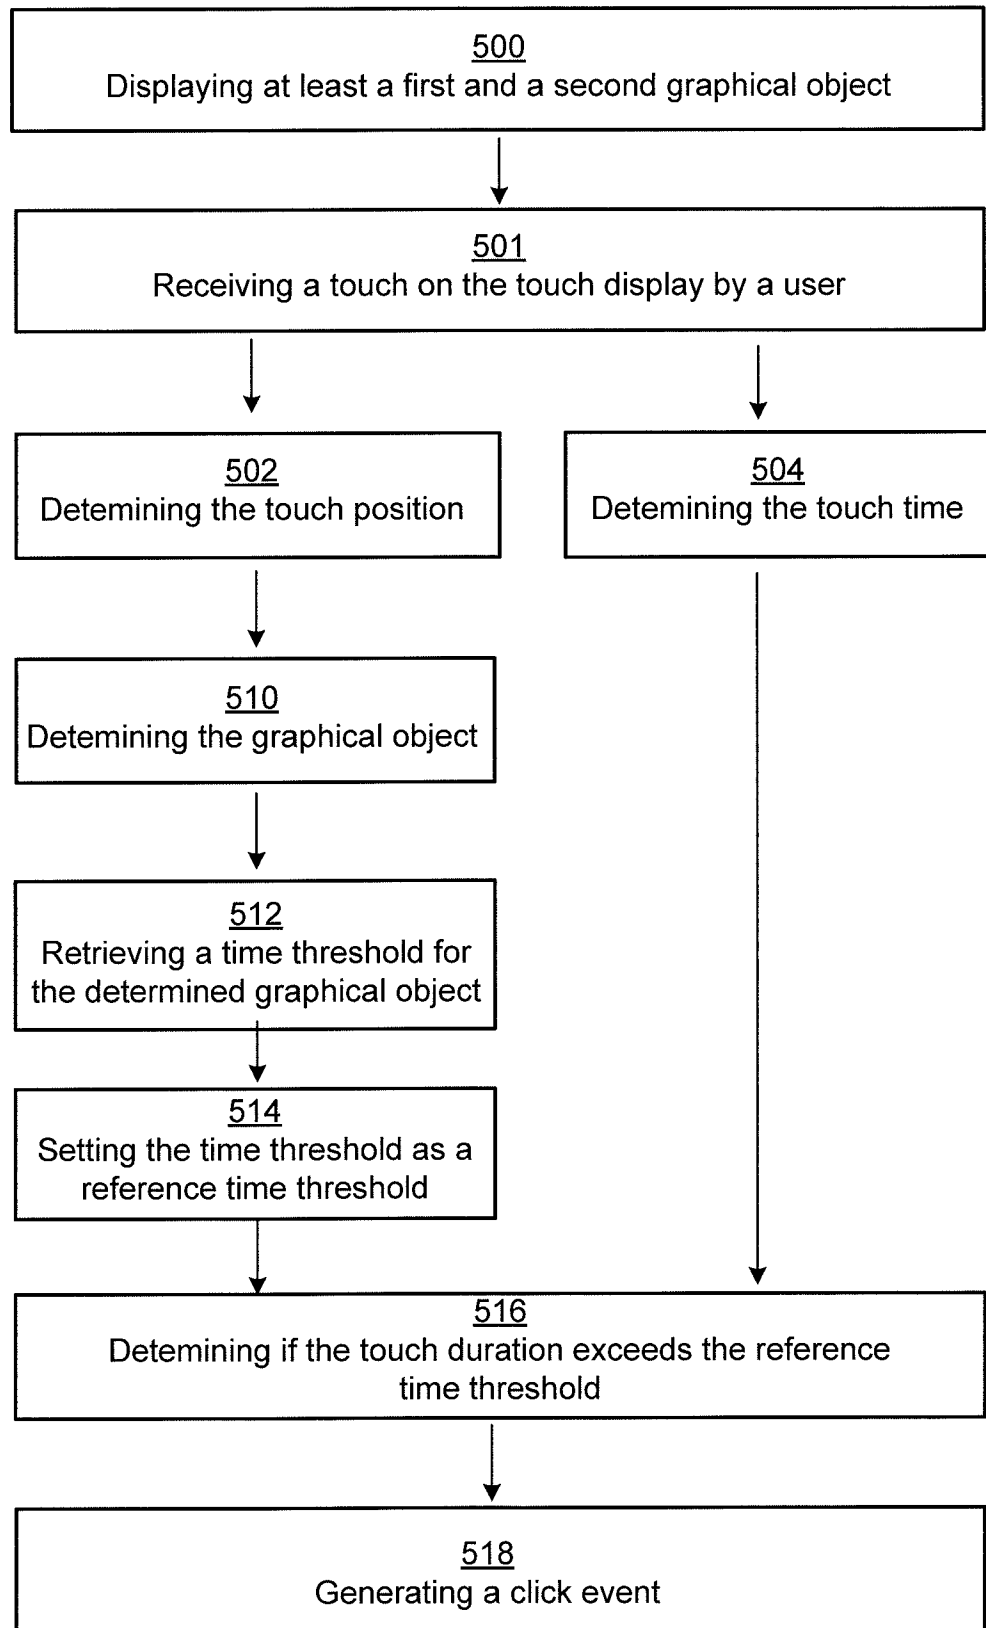 500
Displaying at least a first and a second graphical object
501
Receiving a touch on the touch display by a user
502
Detemining the touch position
504
Detemining the touch time
510
Detemining the graphical object
512
Retrieving a time threshold for
the determined graphical object
514
Setting the time threshold as a
reference time threshold
516
Detemining if the touch duration exceeds the reference
time threshold
518
Generating a click event